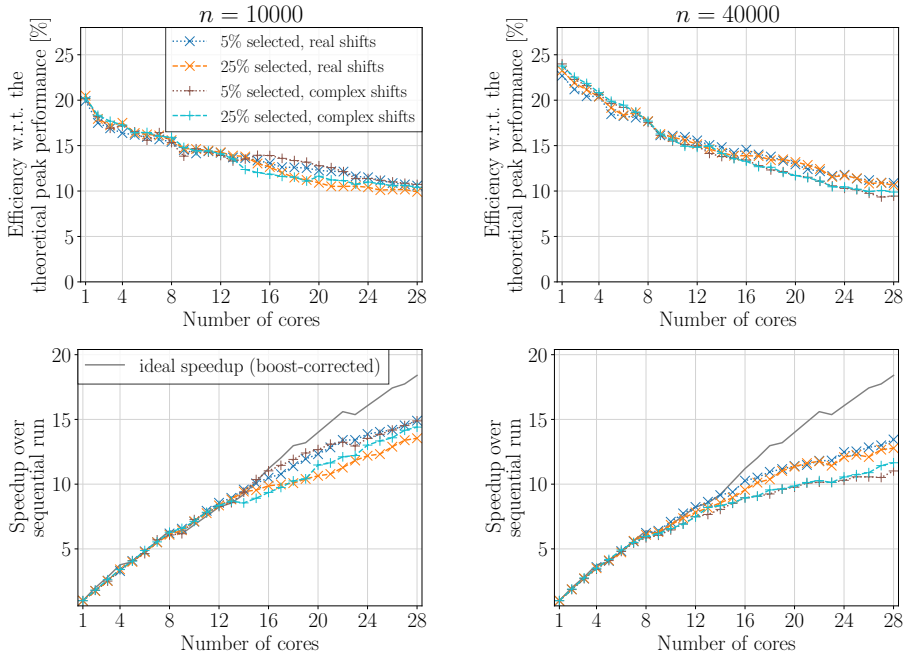 n = 10000
n = 40000
Efficiency w.r.t. the
theoretical peak performance [%]
25
20
15
10
5
0
5% selected, real shifts
25% selected, real shifts
5% selected, complex shifts
25% selected, complex shifts
1 4 8 12 16 20 24 28
Number of cores
Efficiency w.r.t. the
theoretical peak performance [%]
25
20
15
10
5
0
1 4 8 12 16 20 24 28
Number of cores
Speedup over
sequential run
20
15
10
5
ideal speedup (boost-corrected)
1 4 8 12 16 20 24 28
Number of cores
Speedup over
sequential run
20
15
10
5
1 4 8 12 16 20 24 28
Number of cores